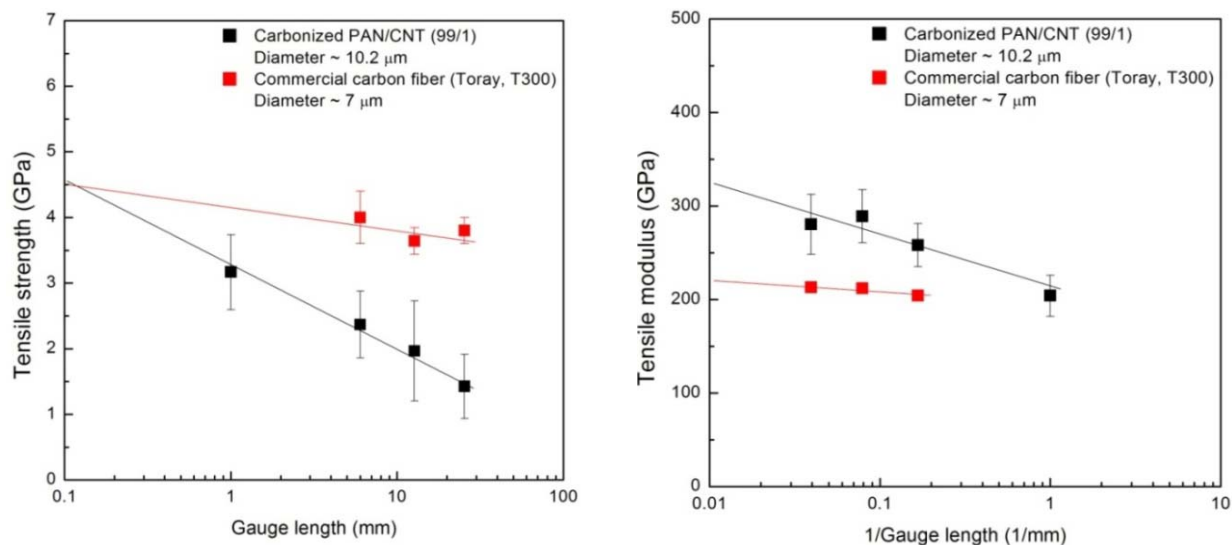 7
6
5
4
3
2
1
0
Tensile strength (GPa)
Carbonized PAN/CNT (99/1)
Diameter ~ 10.2 μm
Commercial carbon fiber (Toray, T300)
Diameter ~ 7 μm
0.1 1 10 100
Gauge length (mm)
500
400
300
200
100
0
Tensile modulus (GPa)
Carbonized PAN/CNT (99/1)
Diameter ~ 10.2 μm
Commercial carbon fiber (Toray, T300)
Diameter ~ 7 μm
0.01 0.1 1 10
1/Gauge length (1/mm)